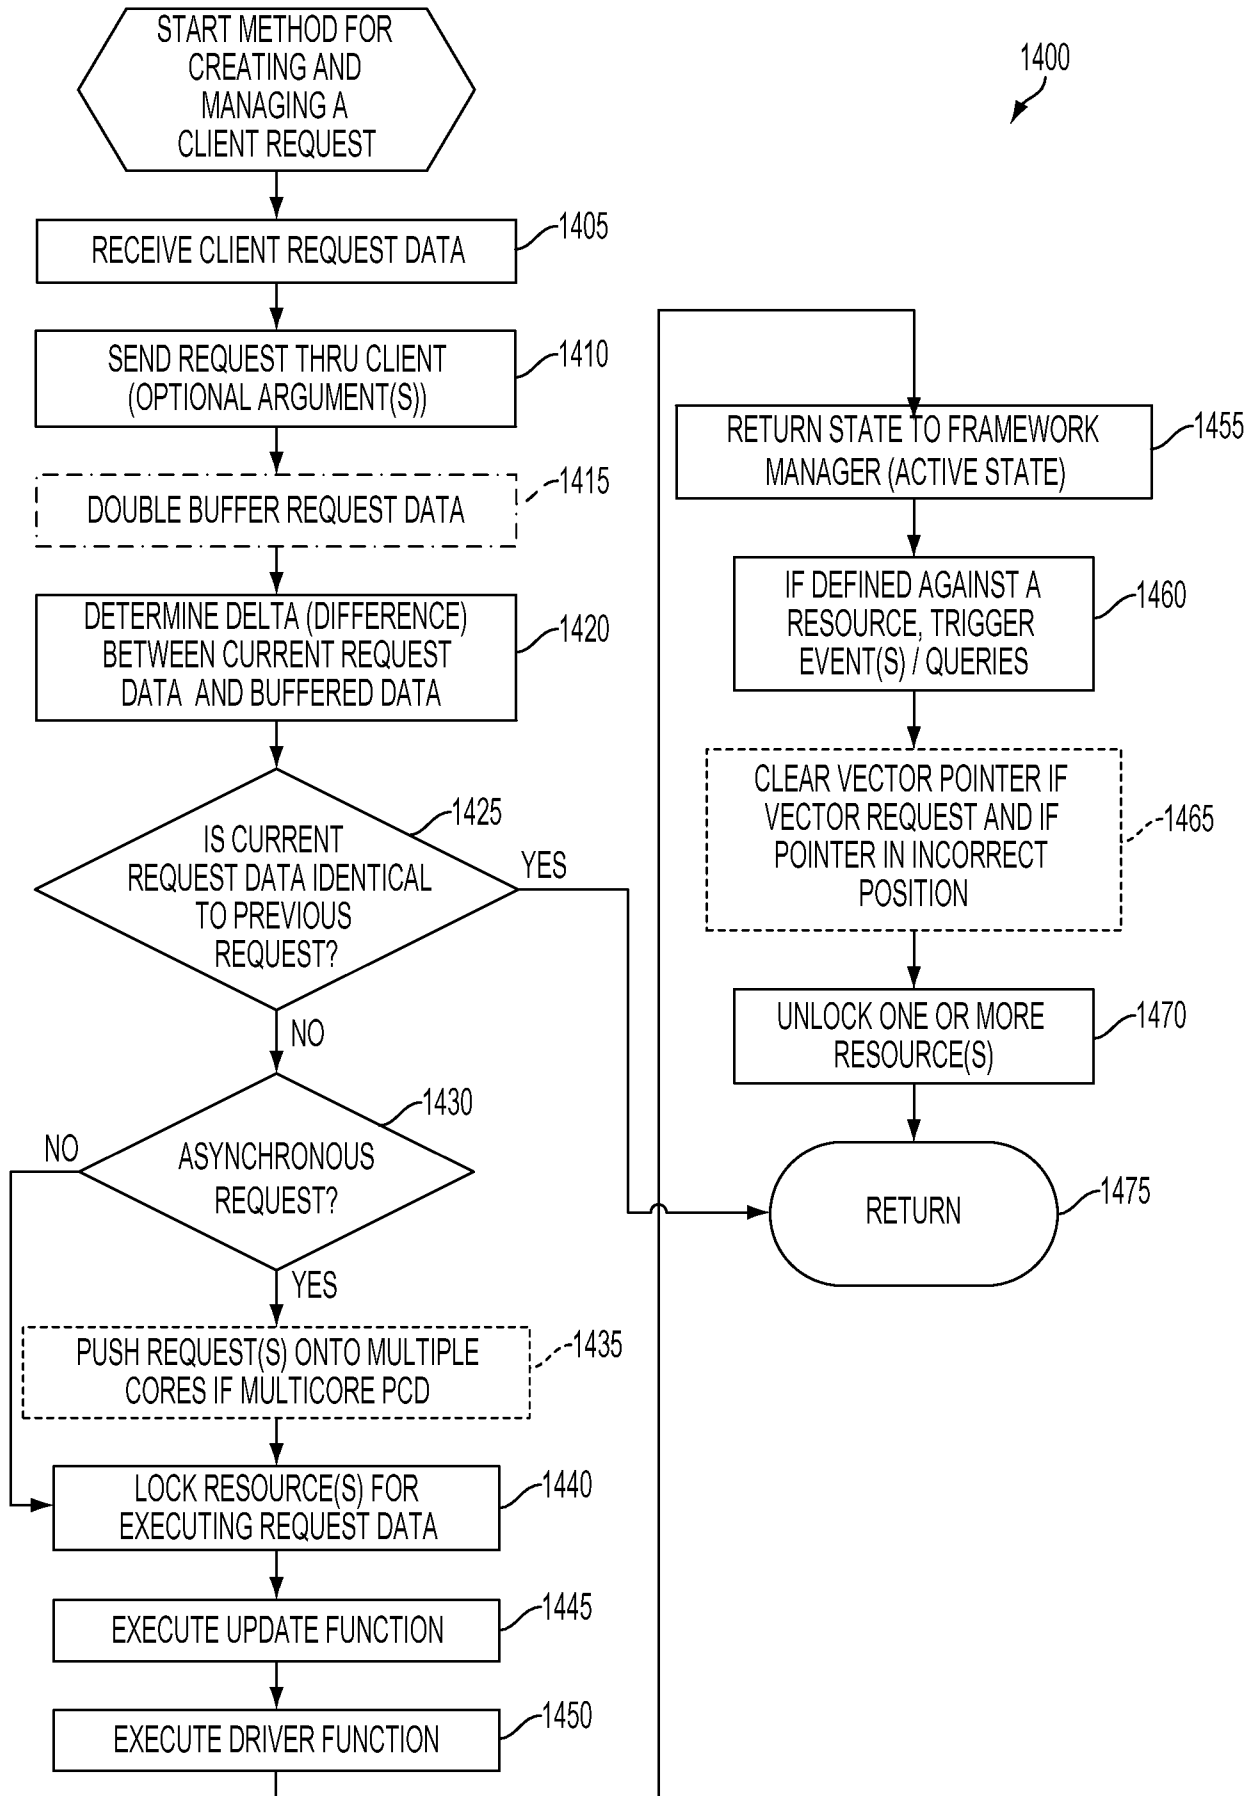 START METHOD FOR
CREATING AND
MANAGING A
CLIENT REQUEST
1400
RECEIVE CLIENT REQUEST DATA
1405
SEND REQUEST THRU CLIENT
(OPTIONAL ARGUMENT(S))
1410
DOUBLE BUFFER REQUEST DATA
1415
DETERMINE DELTA (DIFFERENCE)
BETWEEN CURRENT REQUEST
DATA AND BUFFERED DATA
1420
IS CURRENT
REQUEST DATA IDENTICAL
TO PREVIOUS
REQUEST?
1425
YES
NO
ASYNCHRONOUS
REQUEST?
1430
NO
YES
PUSH REQUEST(S) ONTO MULTIPLE
CORES IF MULTICORE PCD
1435
LOCK RESOURCE(S) FOR
EXECUTING REQUEST DATA
1440
EXECUTE UPDATE FUNCTION
1445
EXECUTE DRIVER FUNCTION
1450
RETURN STATE TO FRAMEWORK
MANAGER (ACTIVE STATE)
1455
IF DEFINED AGAINST A
RESOURCE, TRIGGER
EVENT(S) / QUERIES
1460
CLEAR VECTOR POINTER IF
VECTOR REQUEST AND IF
POINTER IN INCORRECT
POSITION
1465
UNLOCK ONE OR MORE
RESOURCE(S)
1470
RETURN
1475